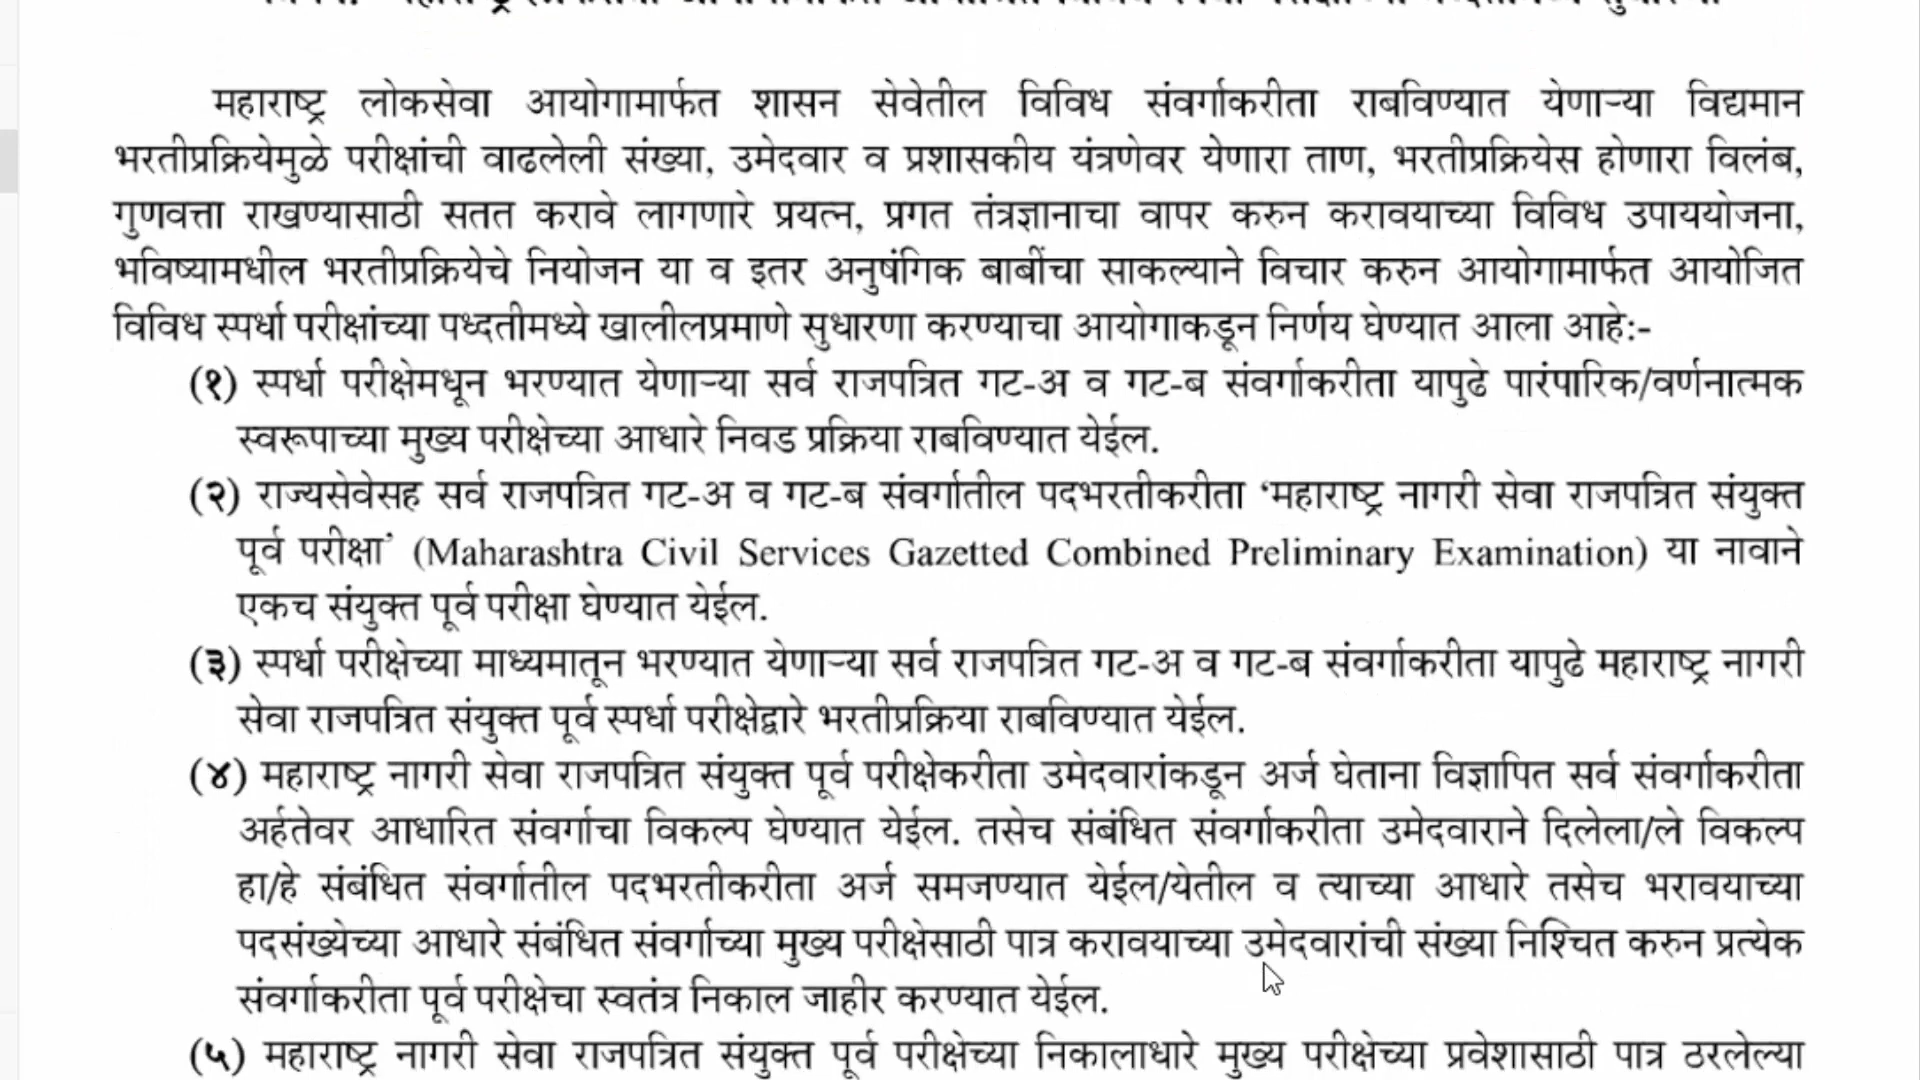 महाराष्ट्र लोकसेवा आयोगामार्फत शासन सेवेतील विविध संवर्गाकरीता राबविण्यात येणाऱ्या विद्यमान
भरतीप्रक्रियेमुळे परीक्षांची वाढलेली संख्या, उमेदवार व प्रशासकीय यंत्रणेवर येणारा ताण, भरतीप्रक्रियेस होणारा विलंब,
गुणवत्ता राखण्यासाठी सतत करावे लागणारे प्रयत्न, प्रगत तंत्रज्ञानाचा वापर करुन करावयाच्या विविध उपाययोजना,
भविष्यामधील भरतीप्रक्रियेचे नियोजन या व इतर अनुषंगिक बाबींचा साकल्याने विचार करुन आयोगामार्फत आयोजित
विविध स्पर्धा परीक्षांच्या पध्दतीमध्ये खालीलप्रमाणे सुधारणा करण्याचा आयोगाकडून निर्णय घेण्यात आला आहे:-
(१) स्पर्धा परीक्षेमधून भरण्यात येणाऱ्या सर्व राजपत्रित गट-अ व गट-ब संवर्गाकरीता यापुढे पारंपारिक/वर्णनात्मक
स्वरूपाच्या मुख्य परीक्षेच्या आधारे निवड प्रक्रिया राबविण्यात येईल.
(२) राज्यसेवेसह सर्व राजपत्रित गट-अ व गट-ब संवर्गातील पदभरतीकरीता ‘महाराष्ट्र नागरी सेवा राजपत्रित संयुक्त
पूर्व परीक्षा’ (Maharashtra Civil Services Gazetted Combined Preliminary Examination) या नावाने
एकच संयुक्त पूर्व परीक्षा घेण्यात येईल.
(३) स्पर्धा परीक्षेच्या माध्यमातून भरण्यात येणाऱ्या सर्व राजपत्रित गट-अ व गट-ब संवर्गाकरीता यापुढे महाराष्ट्र नागरी
सेवा राजपत्रित संयुक्त पूर्व स्पर्धा परीक्षेद्वारे भरतीप्रक्रिया राबविण्यात येईल.
(४) महाराष्ट्र नागरी सेवा राजपत्रित संयुक्त पूर्व परीक्षेकरीता उमेदवारांकडून अर्ज घेताना विज्ञापित सर्व संवर्गाकरीता
अर्हतेवर आधारित संवर्गाचा विकल्प घेण्यात येईल. तसेच संबंधित संवर्गाकरीता उमेदवाराने दिलेला/ले विकल्प
हा/हे संबंधित संवर्गातील पदभरतीकरीता अर्ज समजण्यात येईल/येतील व त्याच्या आधारे तसेच भरावयाच्या
पदसंख्येच्या आधारे संबंधित संवर्गाच्या मुख्य परीक्षेसाठी पात्र करावयाच्या उमेदवारांची संख्या निश्चित करुन प्रत्येक
संवर्गाकरीता पूर्व परीक्षेचा स्वतंत्र निकाल जाहीर करण्यात येईल.
(५) महाराष्ट्र नागरी सेवा राजपत्रित संयुक्त पूर्व परीक्षेच्या निकालाधारे मुख्य परीक्षेच्या प्रवेशासाठी पात्र ठरलेल्या